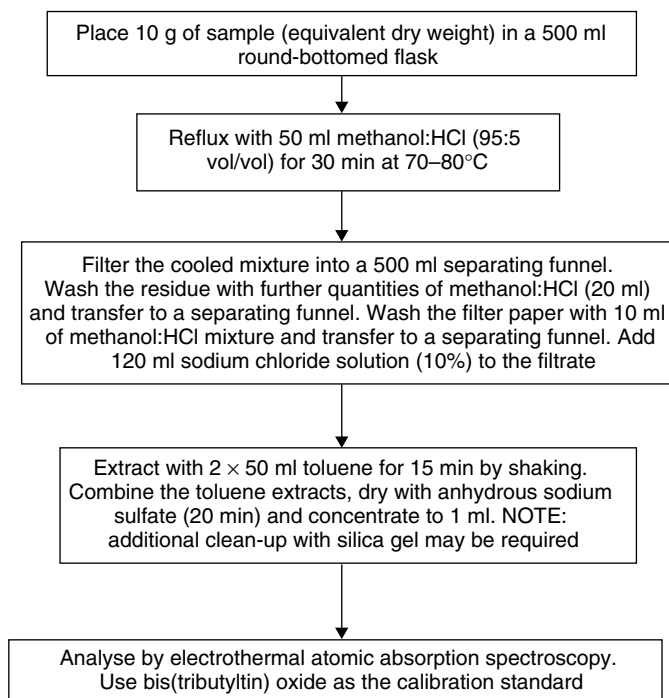 Place 10 g of sample (equivalent dry weight) in a 500 ml
round-bottomed flask
Reflux with 50 ml methanol:HCl (95:5
vol/vol) for 30 min at 70–80°C
Filter the cooled mixture into a 500 ml separating funnel.
Wash the residue with further quantities of methanol:HCl (20 ml)
and transfer to a separating funnel. Wash the filter paper with 10 ml
of methanol:HCl mixture and transfer to a separating funnel. Add
120 ml sodium chloride solution (10%) to the filtrate
Extract with 2 × 50 ml toluene for 15 min by shaking.
Combine the toluene extracts, dry with anhydrous sodium
sulfate (20 min) and concentrate to 1 ml. NOTE:
additional clean-up with silica gel may be required
Analyse by electrothermal atomic absorption spectroscopy.
Use bis(tributyltin) oxide as the calibration standard